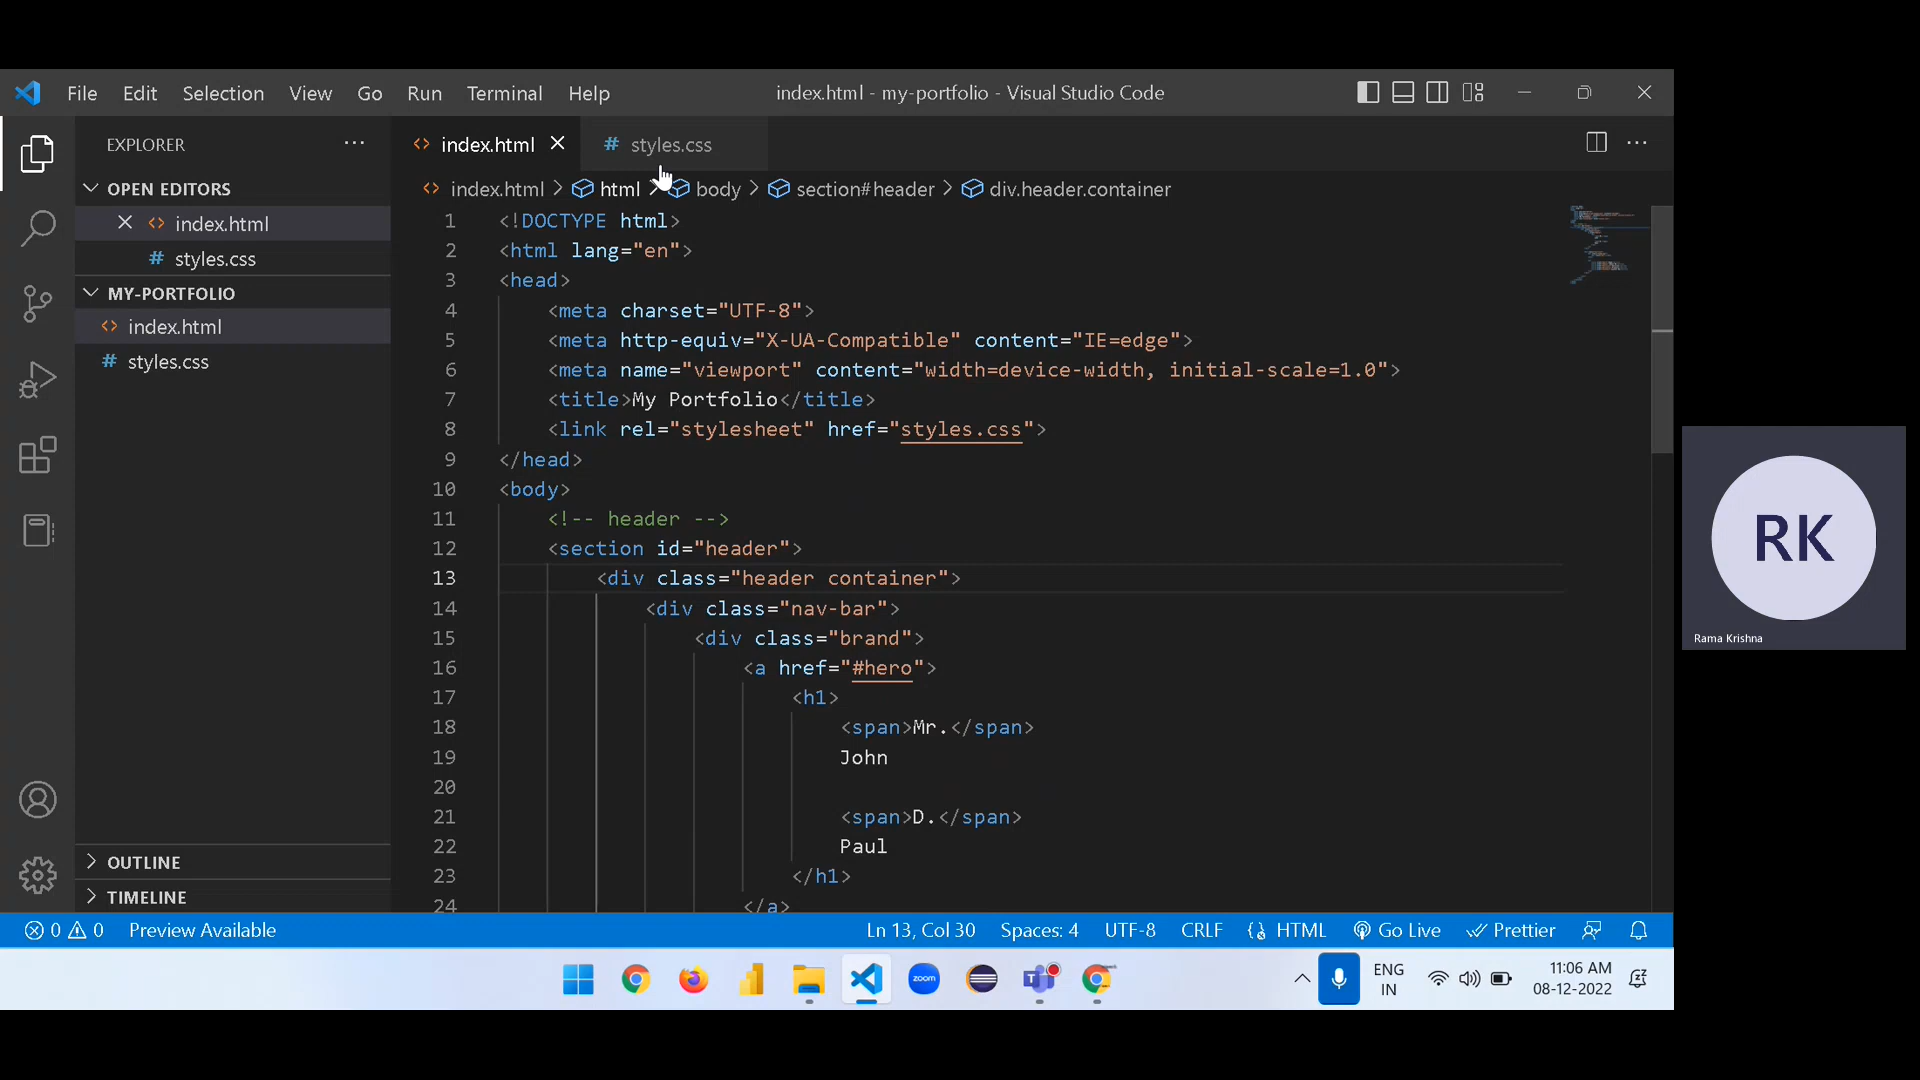 File Edit Selection View Go Run Terminal Help index.html - my-portfolio - Visual Studio Code
EXPLORER ···
index.html
# styles.css
OPEN EDITORS
index.html
# styles.css
MY-PORTFOLIO
index.html
# styles.css
OUTLINE
TIMELINE
index.html > html > body > section#header > div.header.container
1 <!DOCTYPE html>
2 <html lang="en">
3 <head>
4 <meta charset="UTF-8">
5 <meta http-equiv="X-UA-Compatible" content="IE=edge">
6 <meta name="viewport" content="width=device-width, initial-scale=1.0">
7 <title>My Portfolio</title>
8 <link rel="stylesheet" href="styles.css">
9 </head>
10 <body>
11 <!-- header -->
12 <section id="header">
13 <div class="header container">
14 <div class="nav-bar">
15 <div class="brand">
16 <a href="#hero">
17 <h1>
18 <span>Mr.</span>
19 John
20
21 <span>D.</span>
22 Paul
23 </h1>
24 </a>
0 0 Preview Available Ln 13, Col 30 Spaces: 4 UTF-8 CRLF HTML Go Live Prettier
zoom
ENG
IN
11:06 AM
08-12-2022
RK
Rama Krishna